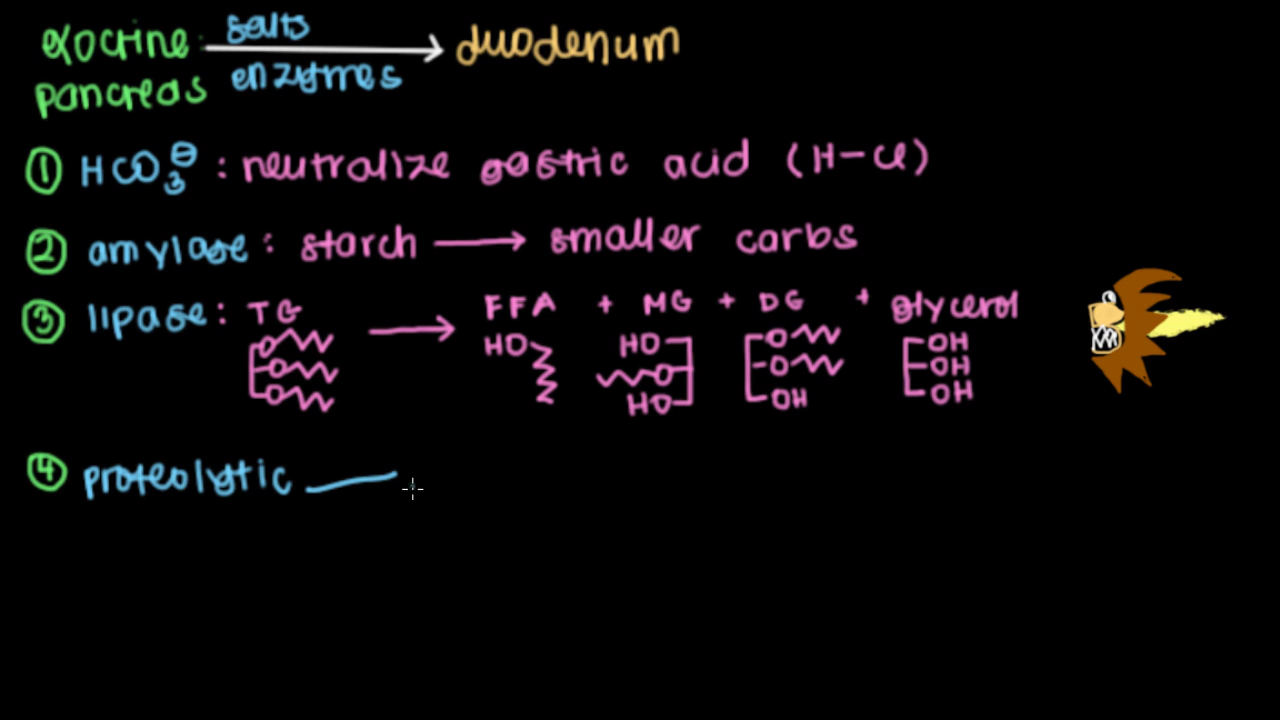 exocrine salts → duodenum
pancreas enzymes
① HCO₃⊖ : neutralize gastric acid (H-Cl)
② amylase: starch → smaller carbs
③ lipase: TG → FFA + MG + DG + glycerol
HO HO O OH
O O O OH
O HO OH OH
O
④ proteolytic